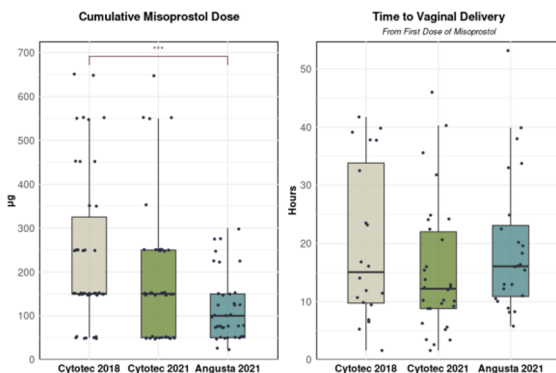 Cumulative Misoprostol Dose
***
µg
700
600
500
400
300
200
100
0
Cytotec 2018 Cytotec 2021 Angusta 2021
Time to Vaginal Delivery
From First Dose of Misoprostol
Hours
50
40
30
20
10
0
Cytotec 2018 Cytotec 2021 Angusta 2021